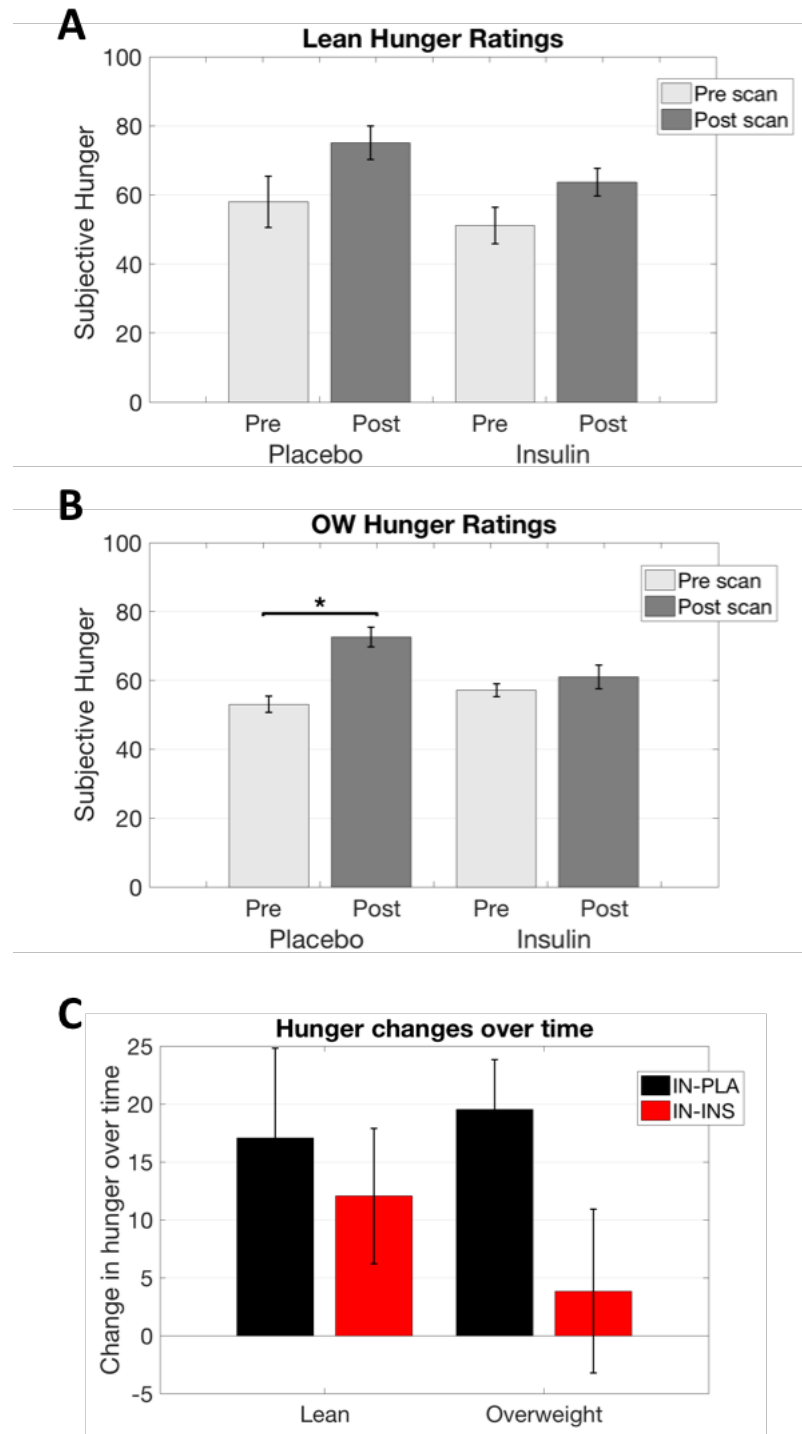 A
Lean Hunger Ratings
100
80
60
40
20
0
Subjective Hunger
Pre scan
Post scan
Pre Post Pre Post
Placebo Insulin
B
OW Hunger Ratings
100
80
60
40
20
0
Subjective Hunger
Pre scan
Post scan
*
Pre Post Pre Post
Placebo Insulin
C
Hunger changes over time
25
20
15
10
5
0
-5
Change in hunger over time
IN-PLA
IN-INS
Lean Overweight